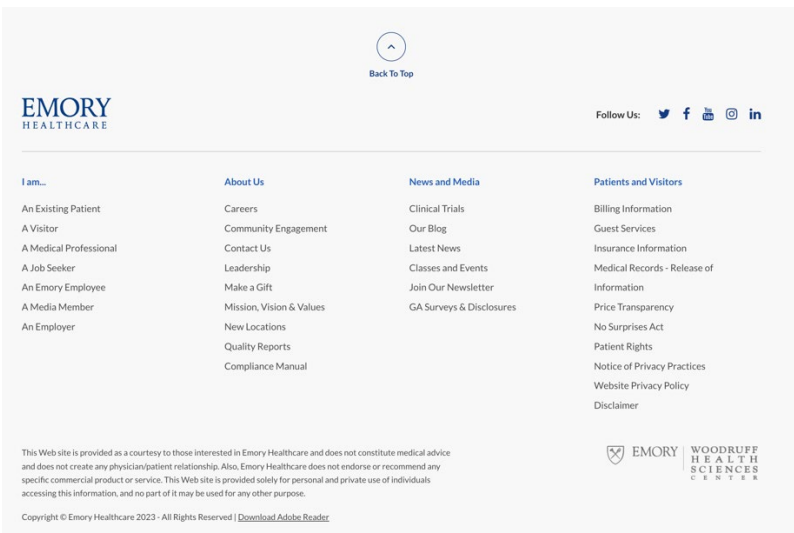 Back To Top
EMORY
HEALTHCARE
Follow Us:
You
Tube
I am...
An Existing Patient
A Visitor
A Medical Professional
A Job Seeker
An Emory Employee
A Media Member
An Employer
About Us
Careers
Community Engagement
Contact Us
Leadership
Make a Gift
Mission, Vision & Values
New Locations
Quality Reports
Compliance Manual
News and Media
Clinical Trials
Our Blog
Latest News
Classes and Events
Join Our Newsletter
GA Surveys & Disclosures
Patients and Visitors
Billing Information
Guest Services
Insurance Information
Medical Records - Release of
Information
Price Transparency
No Surprises Act
Patient Rights
Notice of Privacy Practices
Website Privacy Policy
Disclaimer
This Web site is provided as a courtesy to those interested in Emory Healthcare and does not constitute medical advice
and does not create any physician/patient relationship. Also, Emory Healthcare does not endorse or recommend any
specific commercial product or service. This Web site is provided solely for personal and private use of individuals
accessing this information, and no part of it may be used for any other purpose.
EMORY
WOODRUFF
HEALTH
SCIENCES
CENTER
Copyright © Emory Healthcare 2023 - All Rights Reserved | Download Adobe Reader